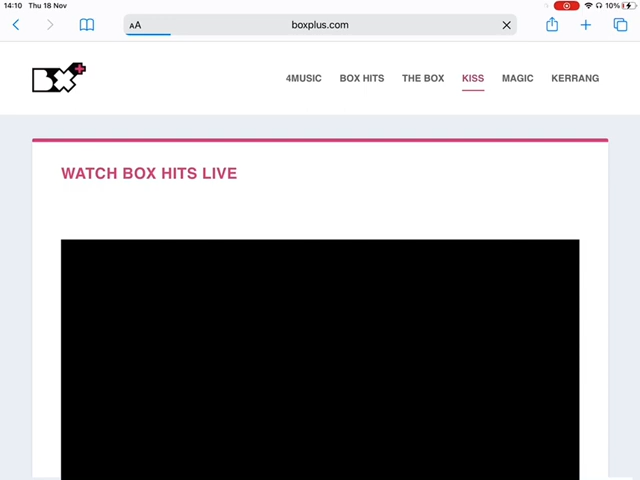 14:10 Thu 18 Nov 10%
AA boxplus.com
BOX+
4MUSIC BOX HITS THE BOX KISS MAGIC KERRANG
WATCH BOX HITS LIVE